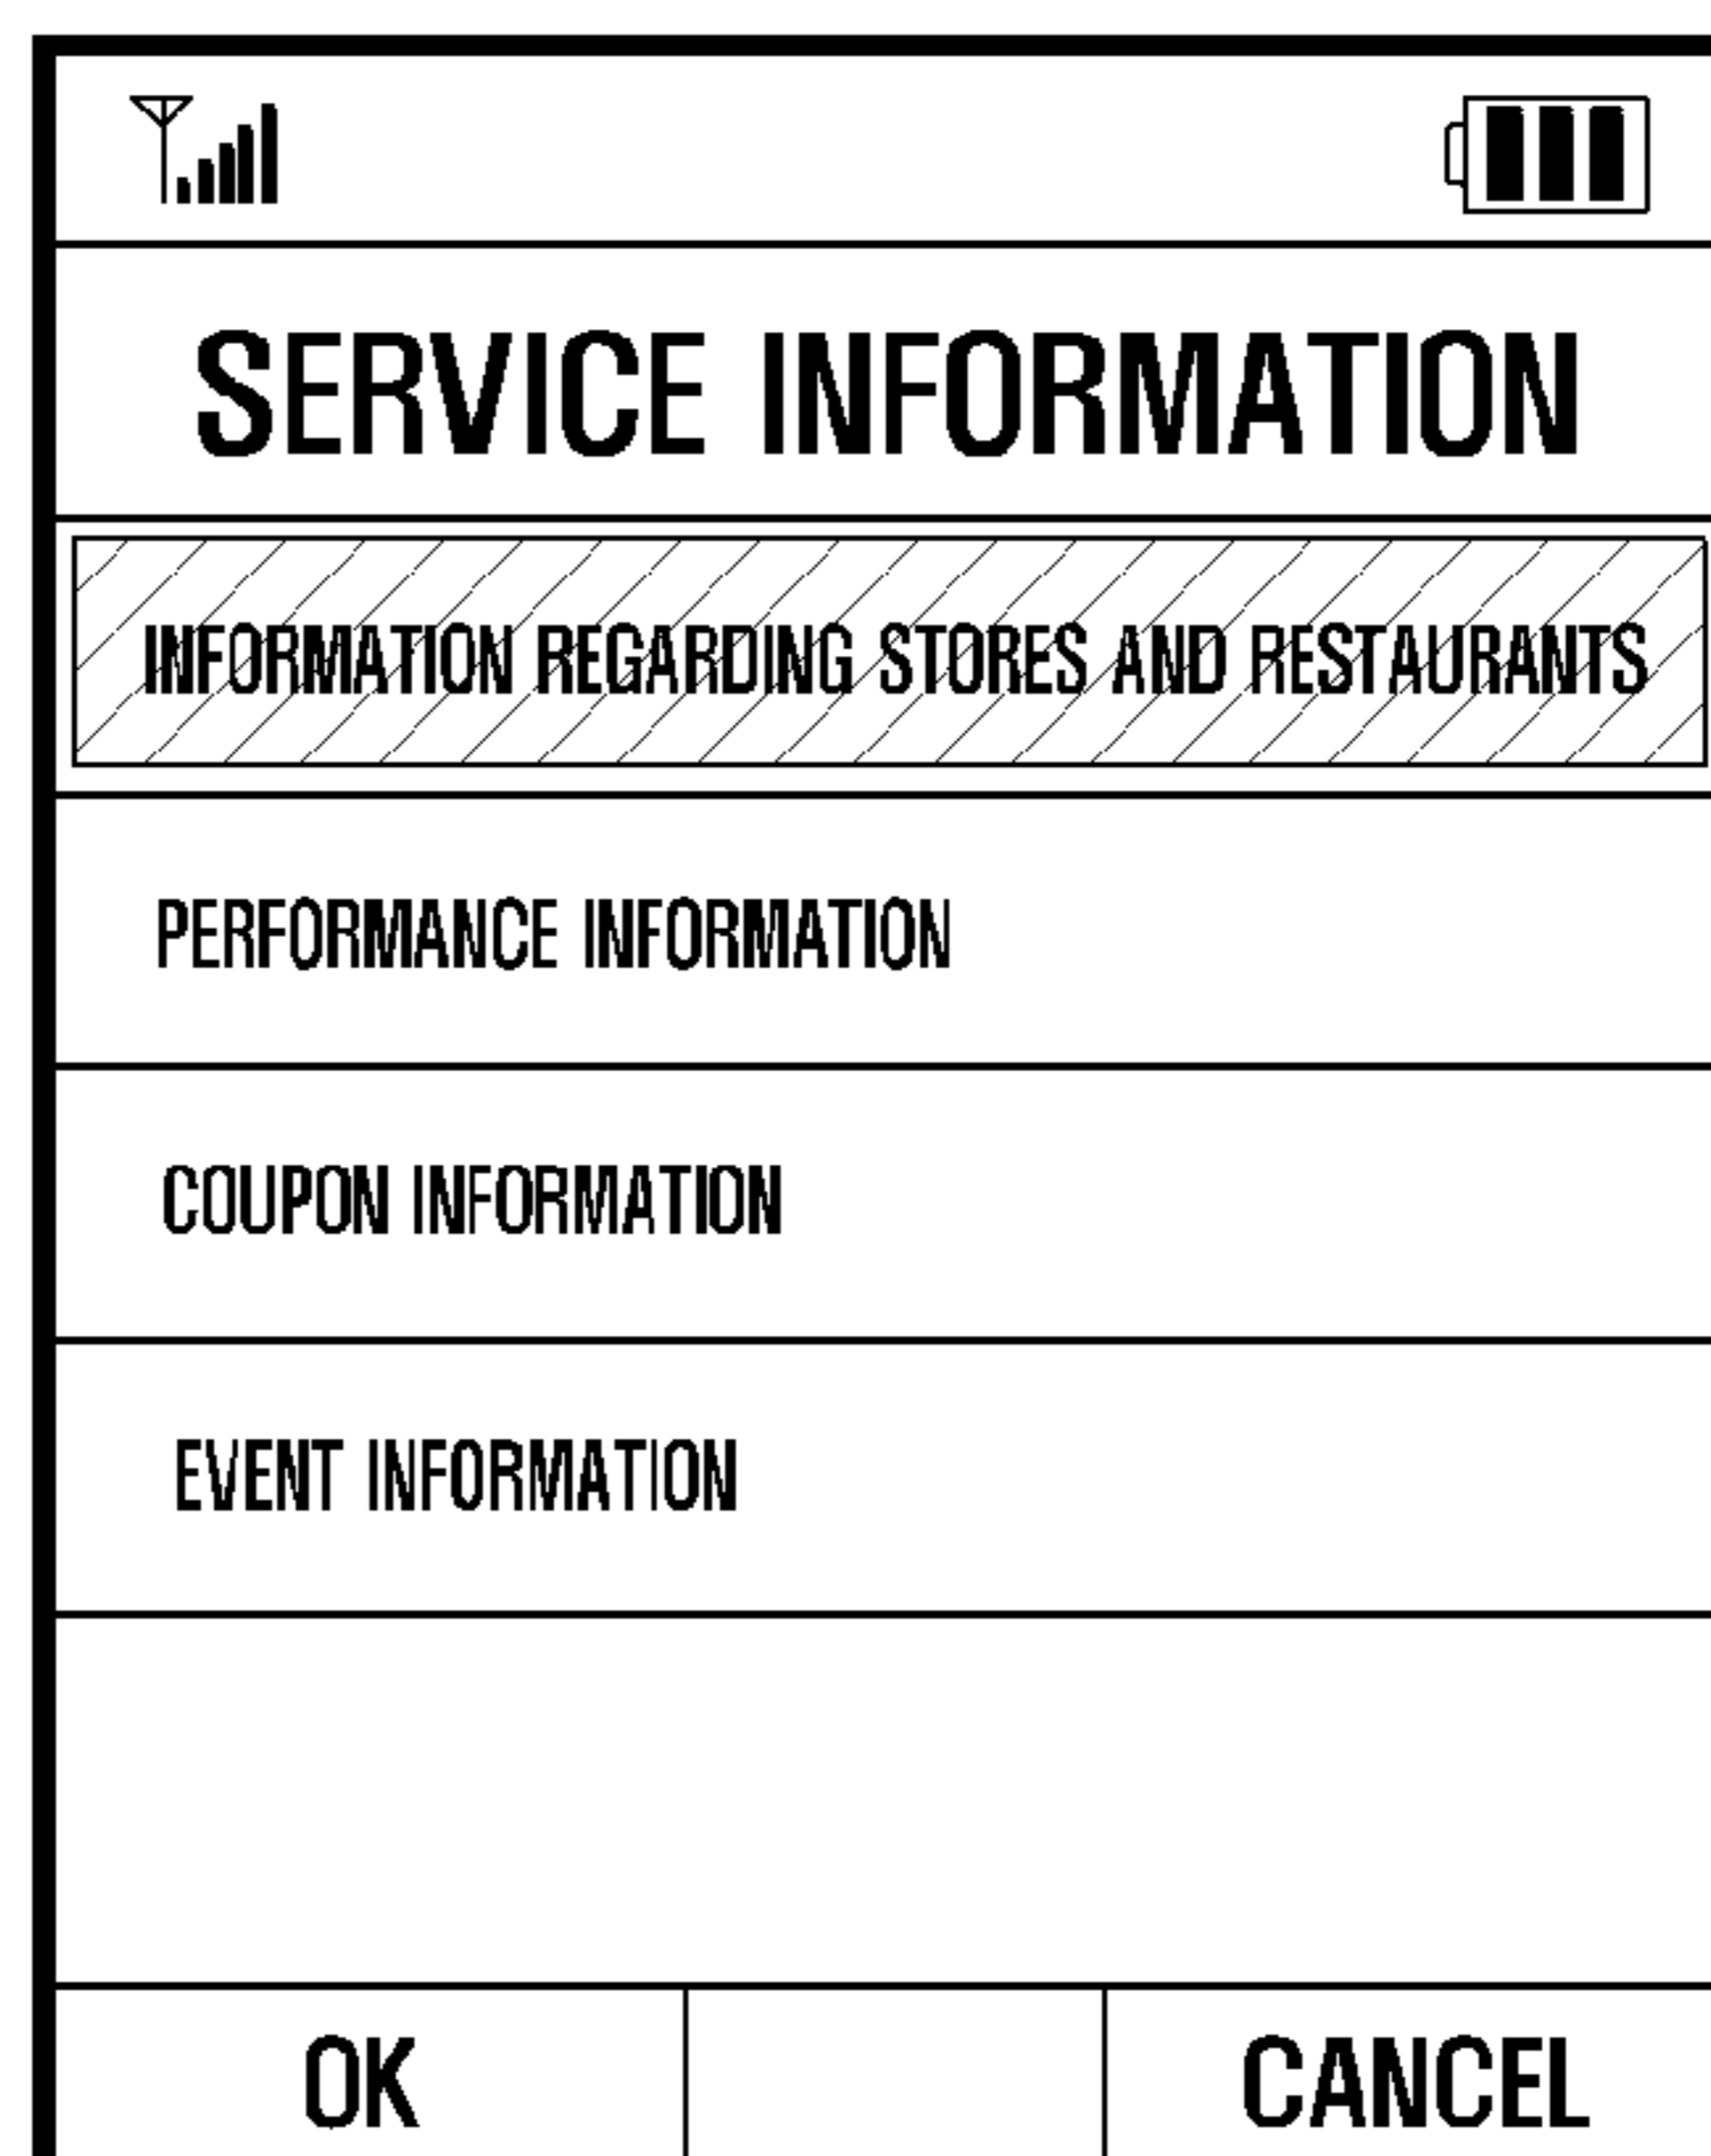 SERVICE INFORMATION
INFORMATION REGARDING STORES AND RESTAURANTS
PERFORMANCE INFORMATION
COUPON INFORMATION
EVENT INFORMATION
OK CANCEL